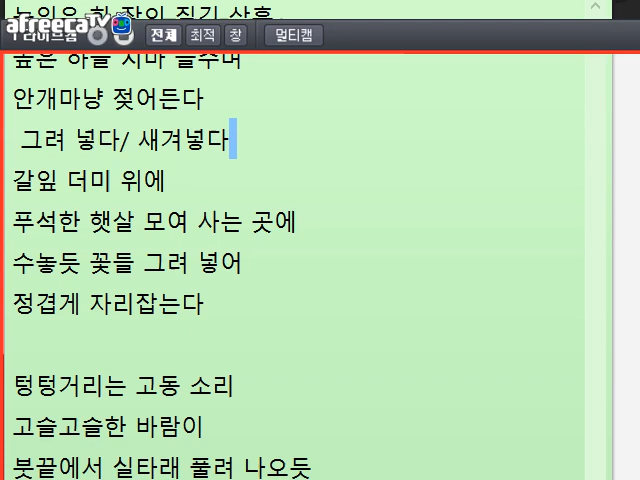 afreecaTV
전체 최적 창 멀티캠
안개마냥 젖어든다
그려 넣다/ 새겨넣다
갈잎 더미 위에
푸석한 햇살 모여 사는 곳에
수놓듯 꽃들 그려 넣어
정겹게 자리잡는다
텅텅거리는 고동 소리
고슬고슬한 바람이
붓끝에서 실타래 풀려 나오듯